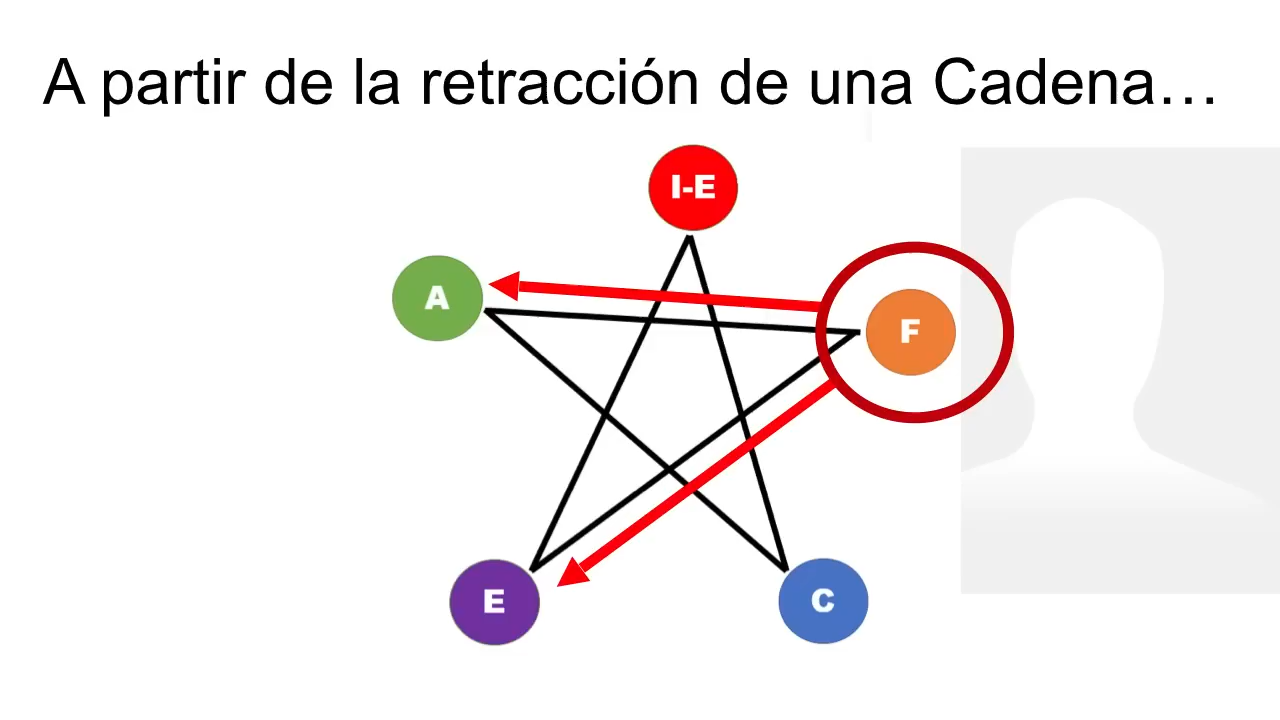 A partir de la retracción de una Cadena…
I-E
A
F
E
C